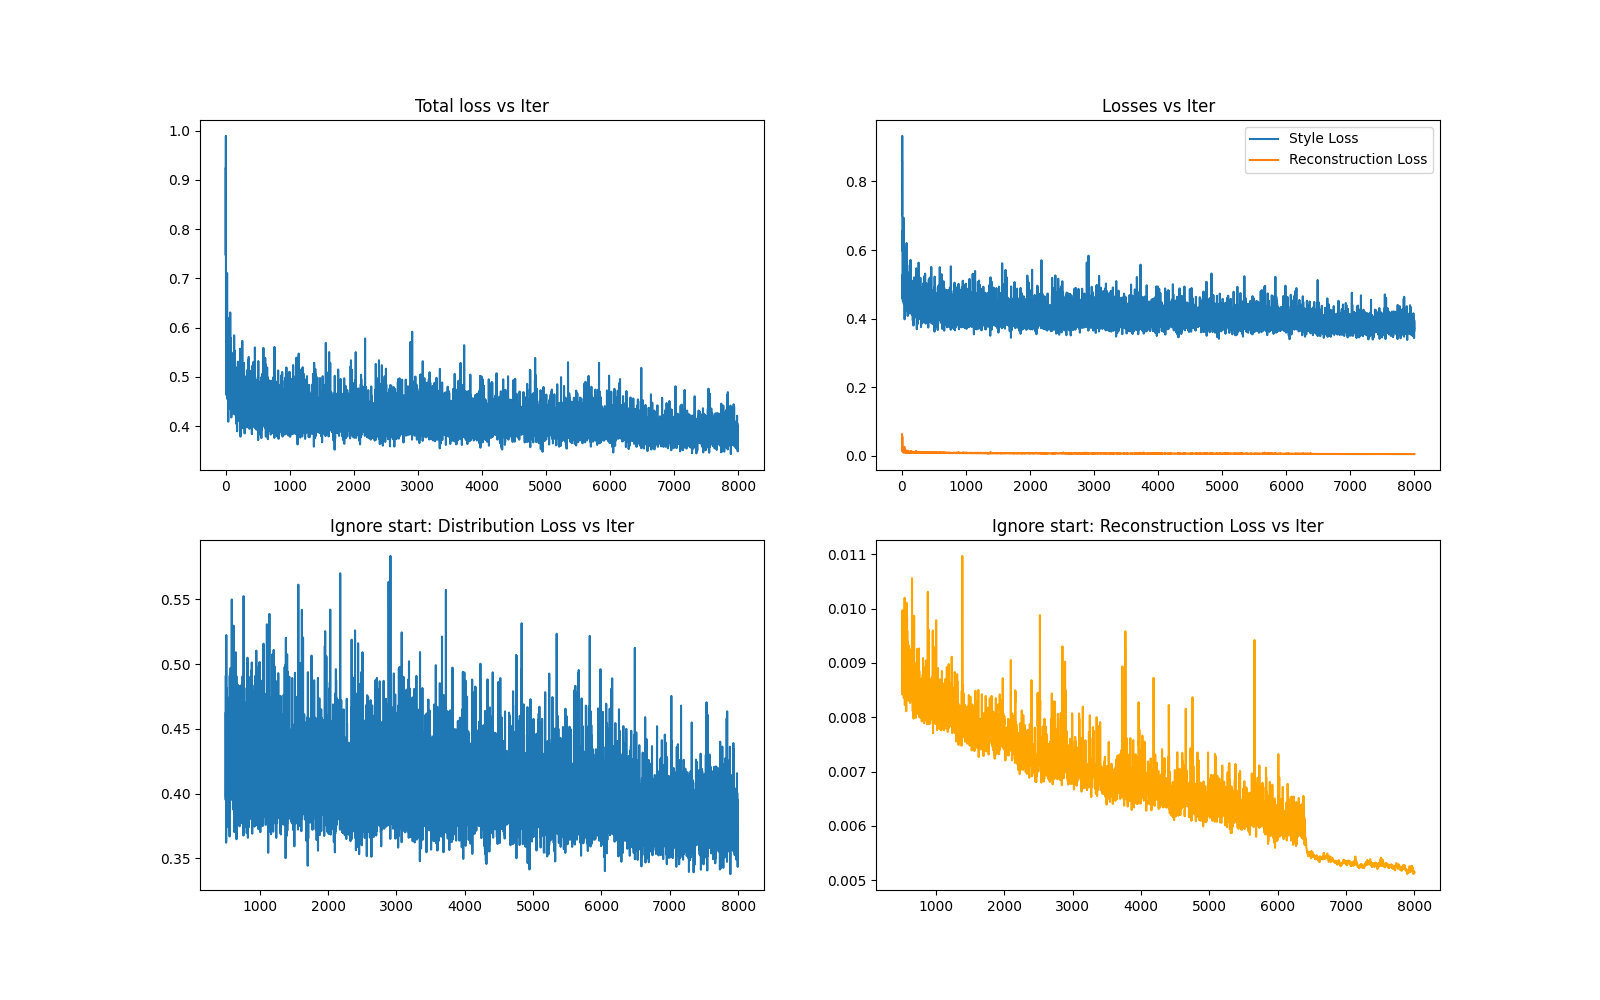 Total loss vs Iter
1.0
0.9
0.8
0.7
0.6
0.5
0.4
0 1000 2000 3000 4000 5000 6000 7000 8000
Losses vs Iter
Style Loss
Reconstruction Loss
0.8
0.6
0.4
0.2
0.0
0 1000 2000 3000 4000 5000 6000 7000 8000
Ignore start: Distribution Loss vs Iter
0.55
0.50
0.45
0.40
0.35
1000 2000 3000 4000 5000 6000 7000 8000
Ignore start: Reconstruction Loss vs Iter
0.011
0.010
0.009
0.008
0.007
0.006
0.005
1000 2000 3000 4000 5000 6000 7000 8000